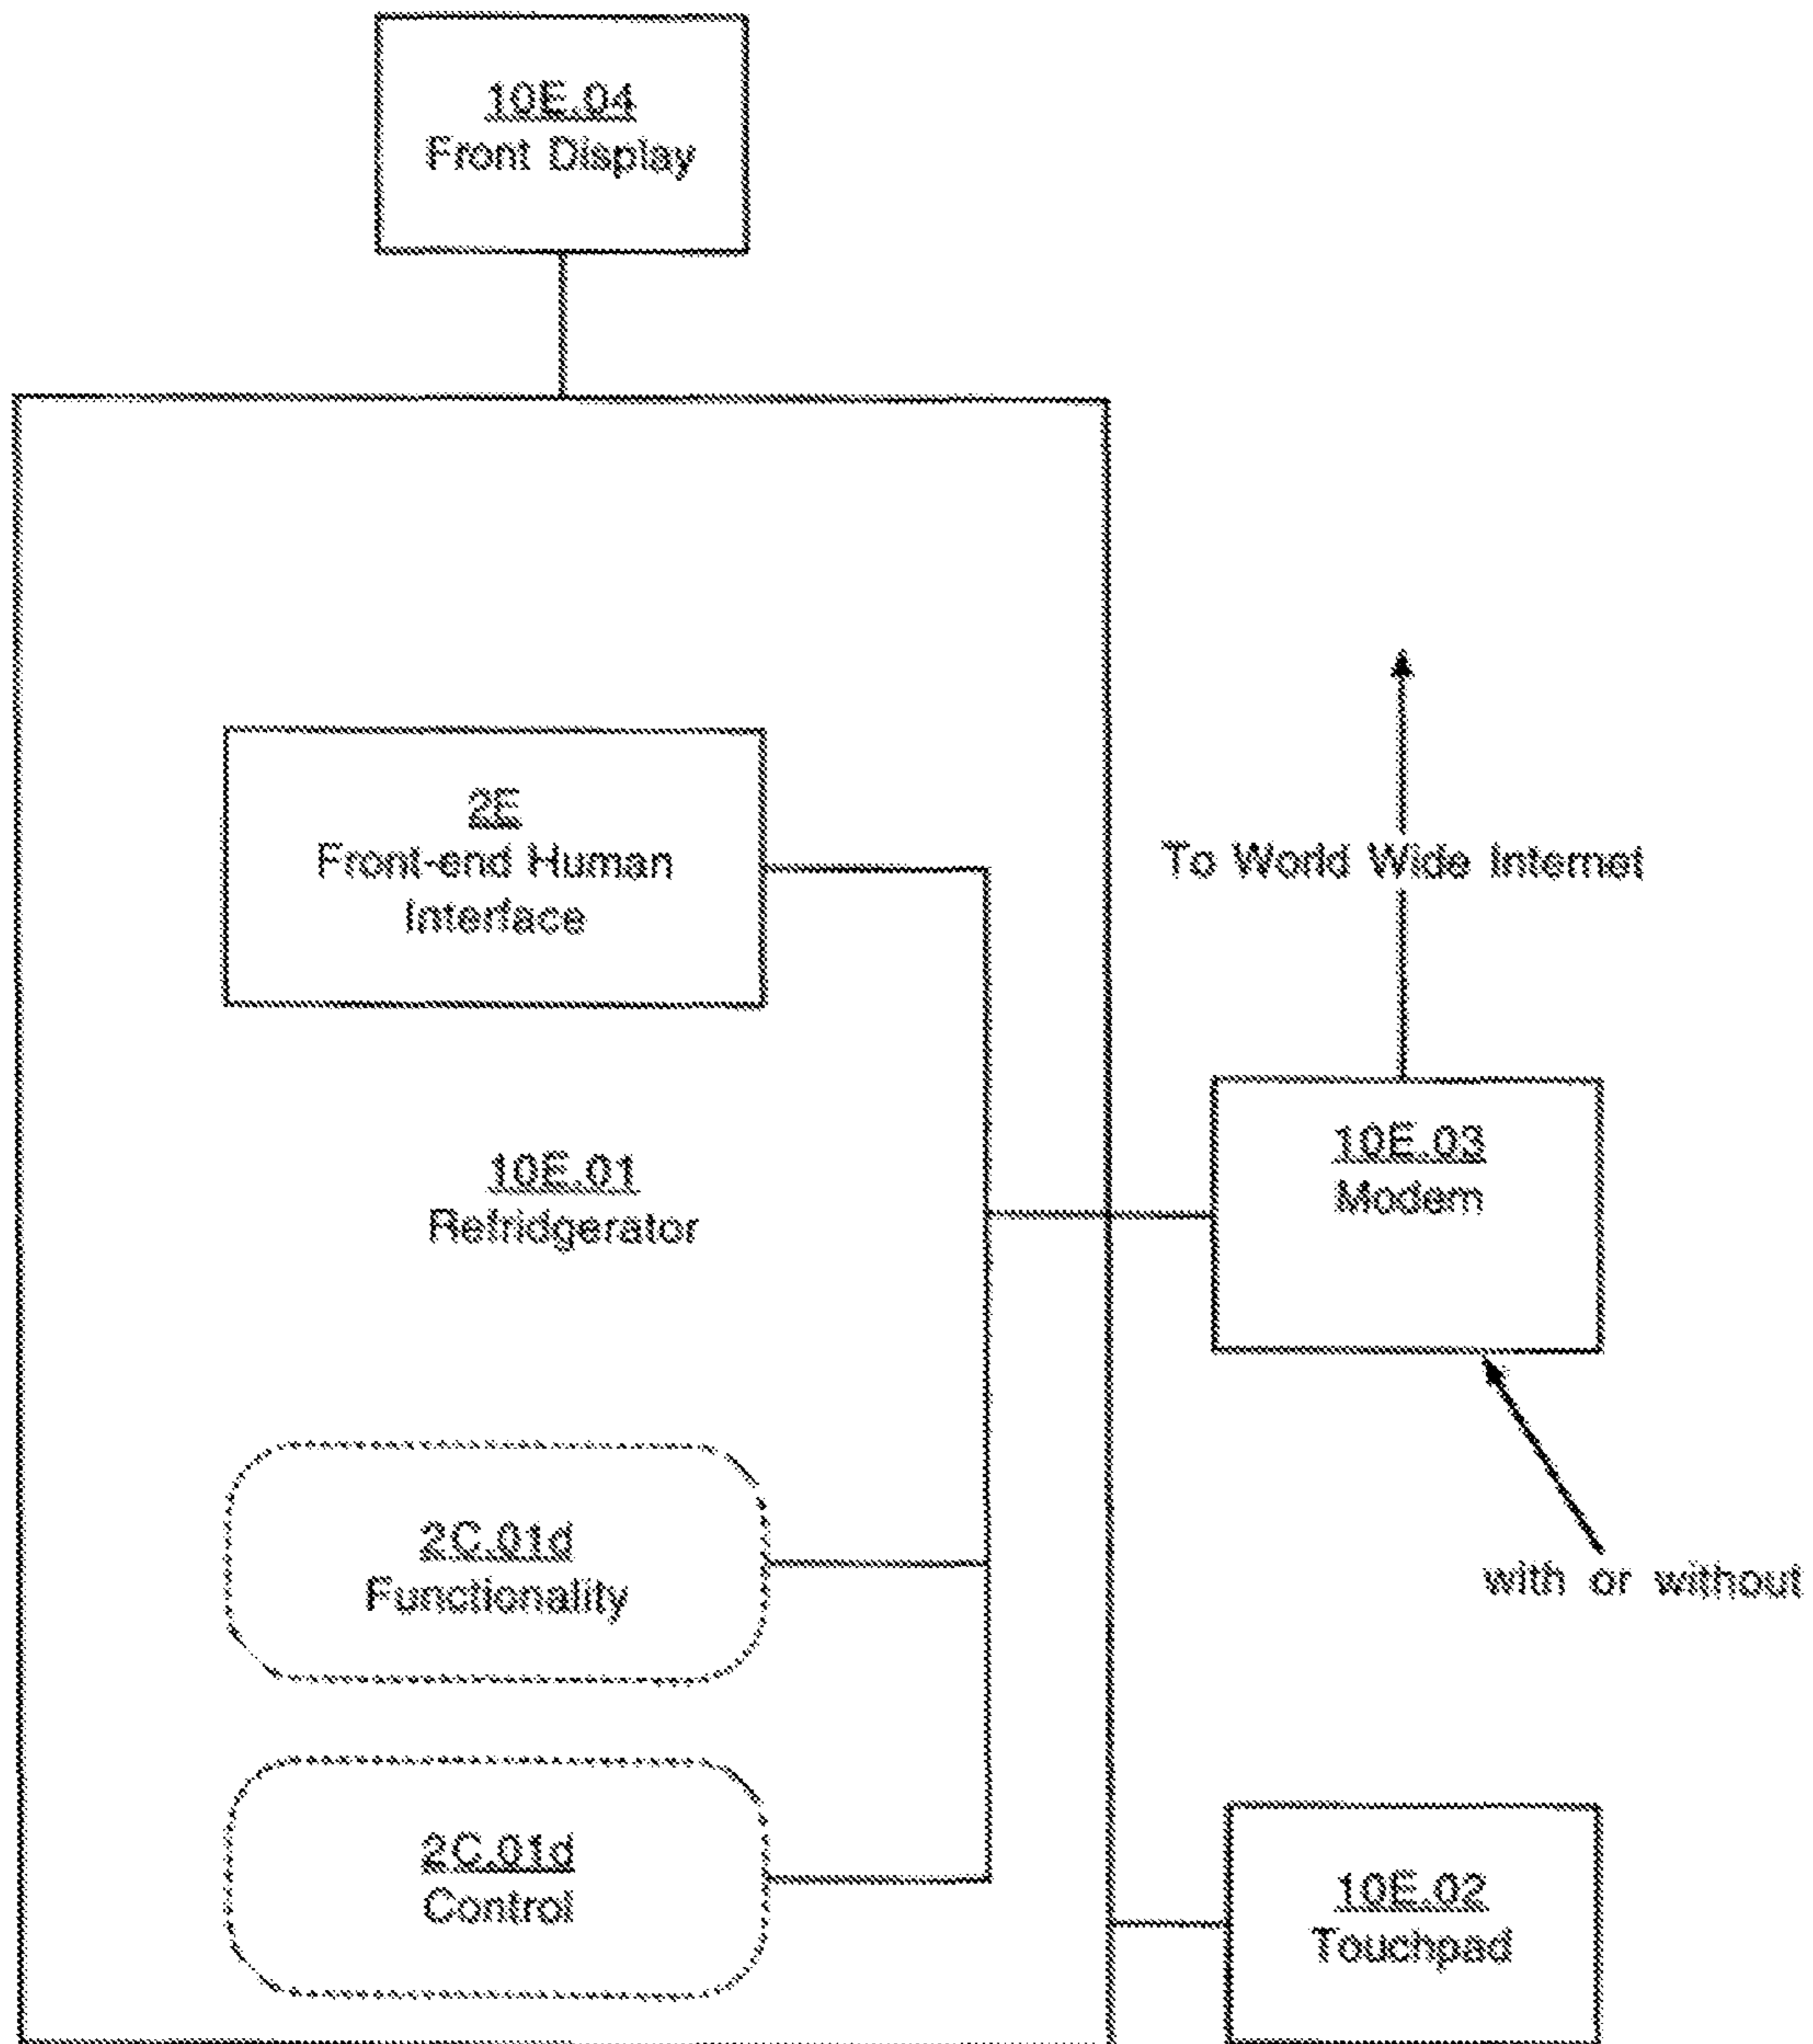 10E.04
Front Display
2E
Front-end Human
Interface
To World Wide Internet
10E.03
Modem
10E.01
Refridgerator
with or without
2C.01d
Functionality
2C.01d
Control
10E.02
Touchpad